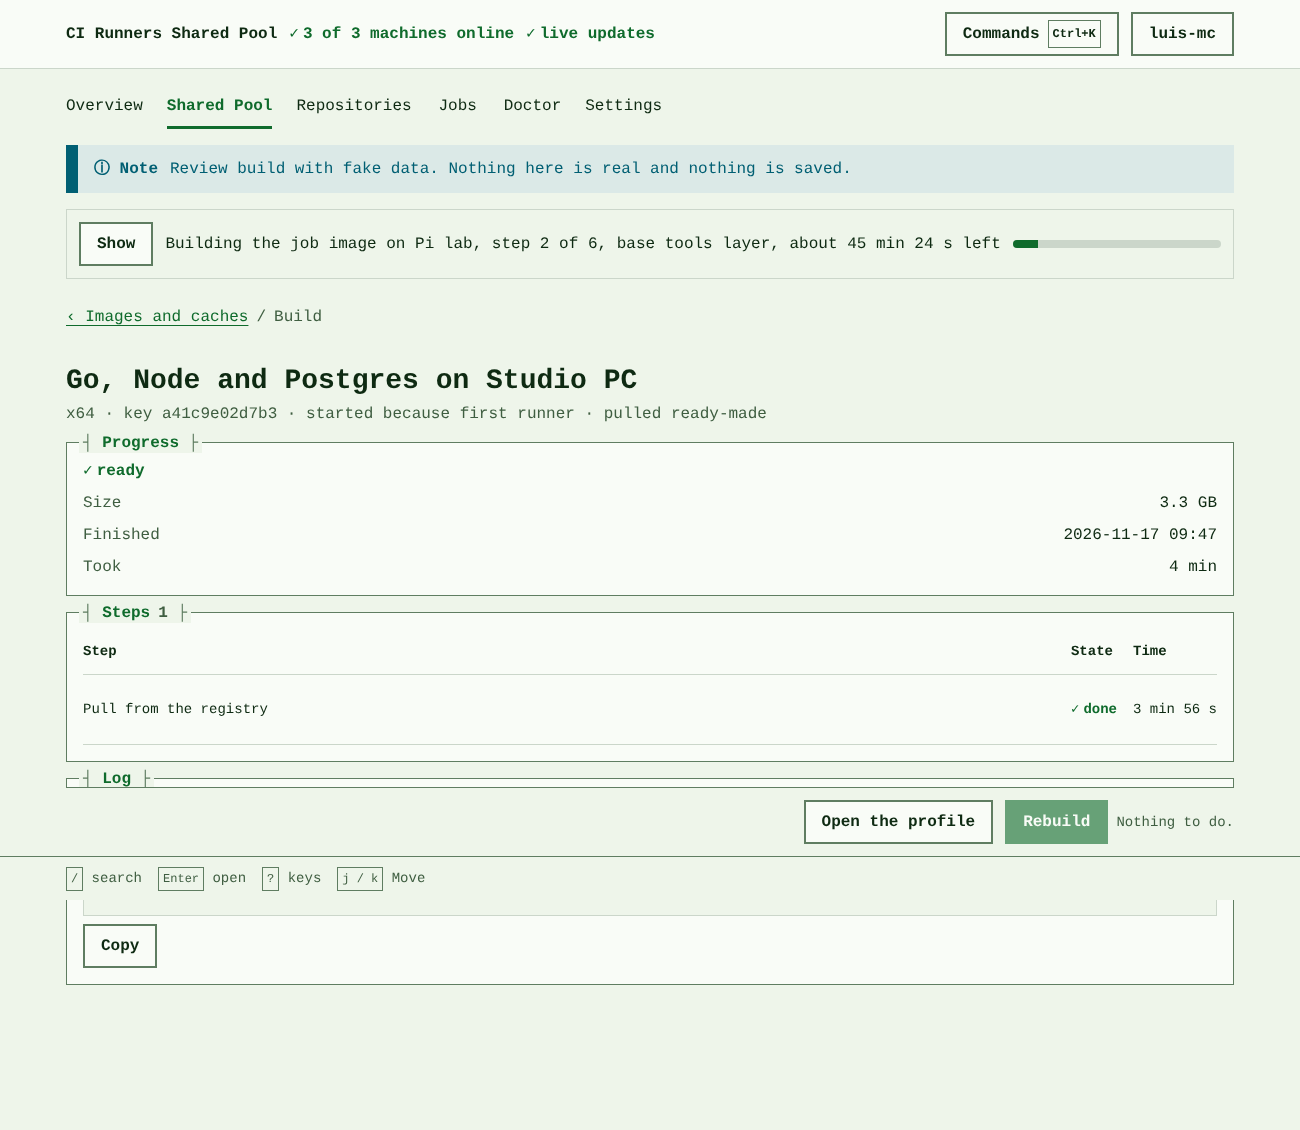 CI Runners Shared Pool ✓ 3 of 3 machines online ✓ live updates Commands Ctrl+K luis-mc
Overview Shared Pool Repositories Jobs Doctor Settings
ⓘ Note Review build with fake data. Nothing here is real and nothing is saved.
Show Building the job image on Pi lab, step 2 of 6, base tools layer, about 45 min 24 s left
‹ Images and caches / Build
Go, Node and Postgres on Studio PC
x64 · key a41c9e02d7b3 · started because first runner · pulled ready-made
Progress
✓ ready
Size 3.3 GB
Finished 2026-11-17 09:47
Took 4 min
Steps 1
Step State Time
Pull from the registry ✓ done 3 min 56 s
Log
Open the profile Rebuild Nothing to do.
/ search Enter open ? keys j / k Move
Copy